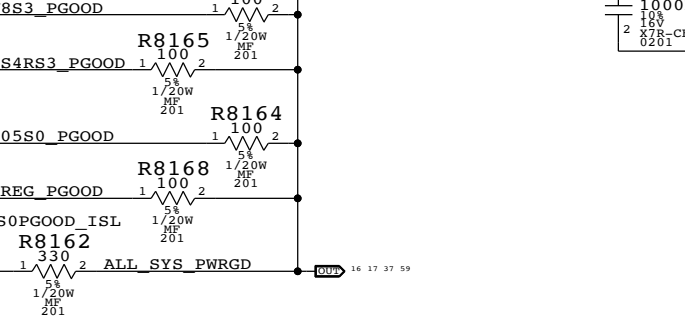 8S3_PGOOD 1 100 2
5%
1/20W
MF
201
R8165
S4RS3_PGOOD 1 100 2
5%
1/20W
MF
201
R8164
05S0_PGOOD 1 100 2
5%
1/20W
MF
201
R8168
REG_PGOOD 1 100 2
5%
1/20W
MF
201
S0PGOOD_ISL
R8162
1 330 2 ALL_SYS_PWRGD OUT 16 17 37 59
5%
1/20W
MF
201
1000
10%
16V
2 X7R-CE
0201